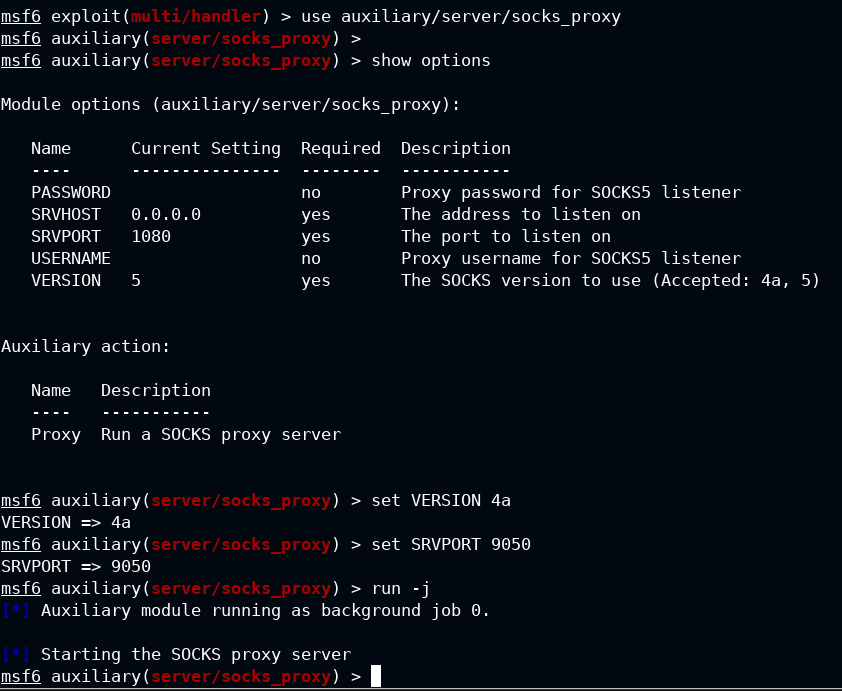 msf6 exploit(multi/handler) > use auxiliary/server/socks_proxy
msf6 auxiliary(server/socks_proxy) >
msf6 auxiliary(server/socks_proxy) > show options
Module options (auxiliary/server/socks_proxy):
Name Current Setting Required Description
---- --------------- -------- -----------
PASSWORD no Proxy password for SOCKS5 listener
SRVHOST 0.0.0.0 yes The address to listen on
SRVPORT 1080 yes The port to listen on
USERNAME no Proxy username for SOCKS5 listener
VERSION 5 yes The SOCKS version to use (Accepted: 4a, 5)
Auxiliary action:
Name Description
---- -----------
Proxy Run a SOCKS proxy server
msf6 auxiliary(server/socks_proxy) > set VERSION 4a
VERSION => 4a
msf6 auxiliary(server/socks_proxy) > set SRVPORT 9050
SRVPORT => 9050
msf6 auxiliary(server/socks_proxy) > run -j
[*] Auxiliary module running as background job 0.
[*] Starting the SOCKS proxy server
msf6 auxiliary(server/socks_proxy) >